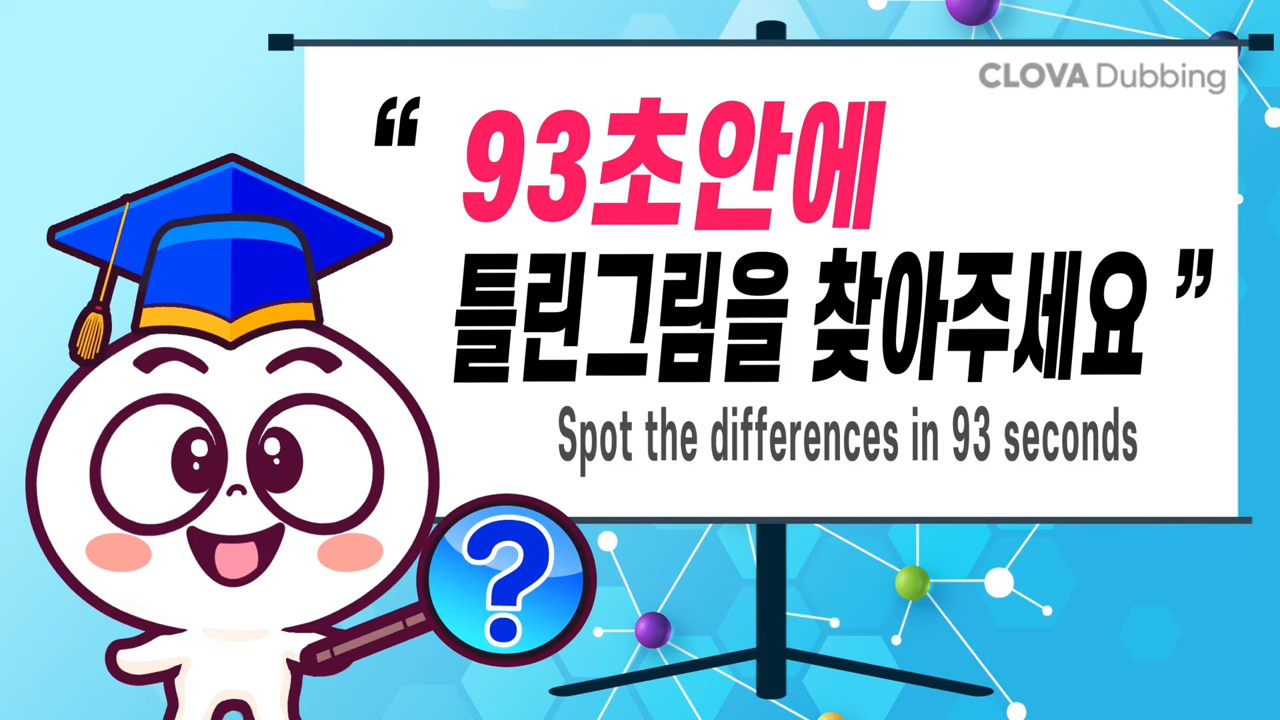 CLOVA Dubbing
“ 93초안에
틀린그림을 찾아주세요 ”
Spot the differences in 93 seconds
?